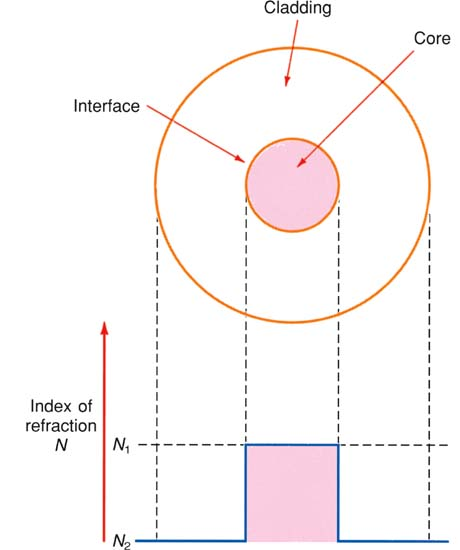 Cladding
Core
Interface
Index of
refraction
N
N₁
N₂